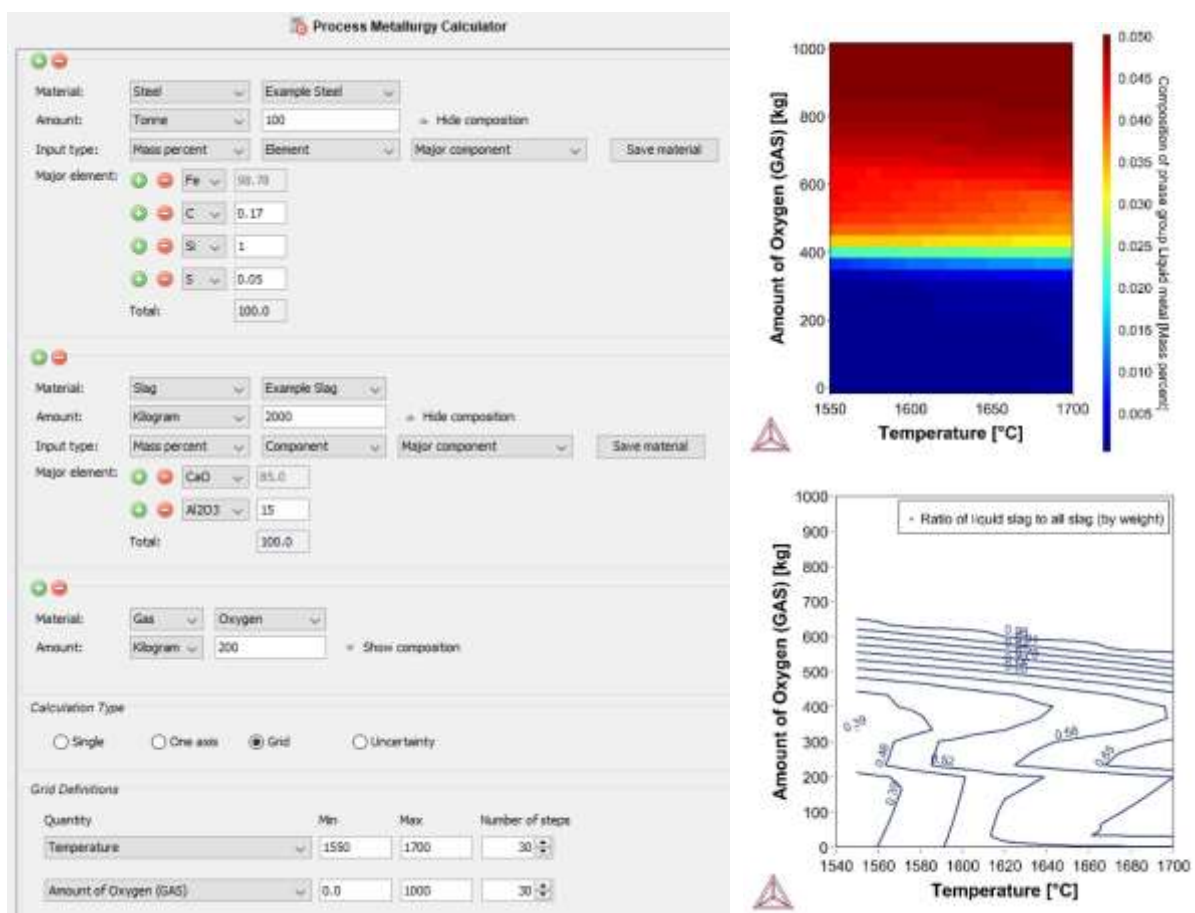 Process Metallurgy Calculator
Material: Steel Example Steel
Amount: Tonne 100 Hide composition
Input type: Mass percent Element Major component Save material
Major element: Fe 98.78
C 0.17
Si 1
S 0.05
Total: 100.0
Material: Slag Example Slag
Amount: Kilogram 2000 Hide composition
Input type: Mass percent Component Major component Save material
Major element: CaO 85.0
Al2O3 15
Total: 100.0
Material: Gas Oxygen
Amount: Kilogram 200 Show composition
Calculation Type
Single One axis Grid Uncertainty
Grid Definitions
Quantity Min Max Number of steps
Temperature 1550 1700 30
Amount of Oxygen (GAS) 0.0 1000 30
Amount of Oxygen (GAS) [kg]
1000
800
600
400
200
0
1550 1600 1650 1700
Temperature [°C]
0.050
0.045
0.040
0.035
0.030
0.025
0.020
0.015
0.010
0.005
Composition of phase group Liquid metal [Mass percent]
Ratio of liquid slag to all slag (by weight)
Amount of Oxygen (GAS) [kg]
1000
900
800
700
600
500
400
300
200
100
0
0.56
1540 1560 1580 1600 1620 1640 1660 1680 1700
Temperature [°C]